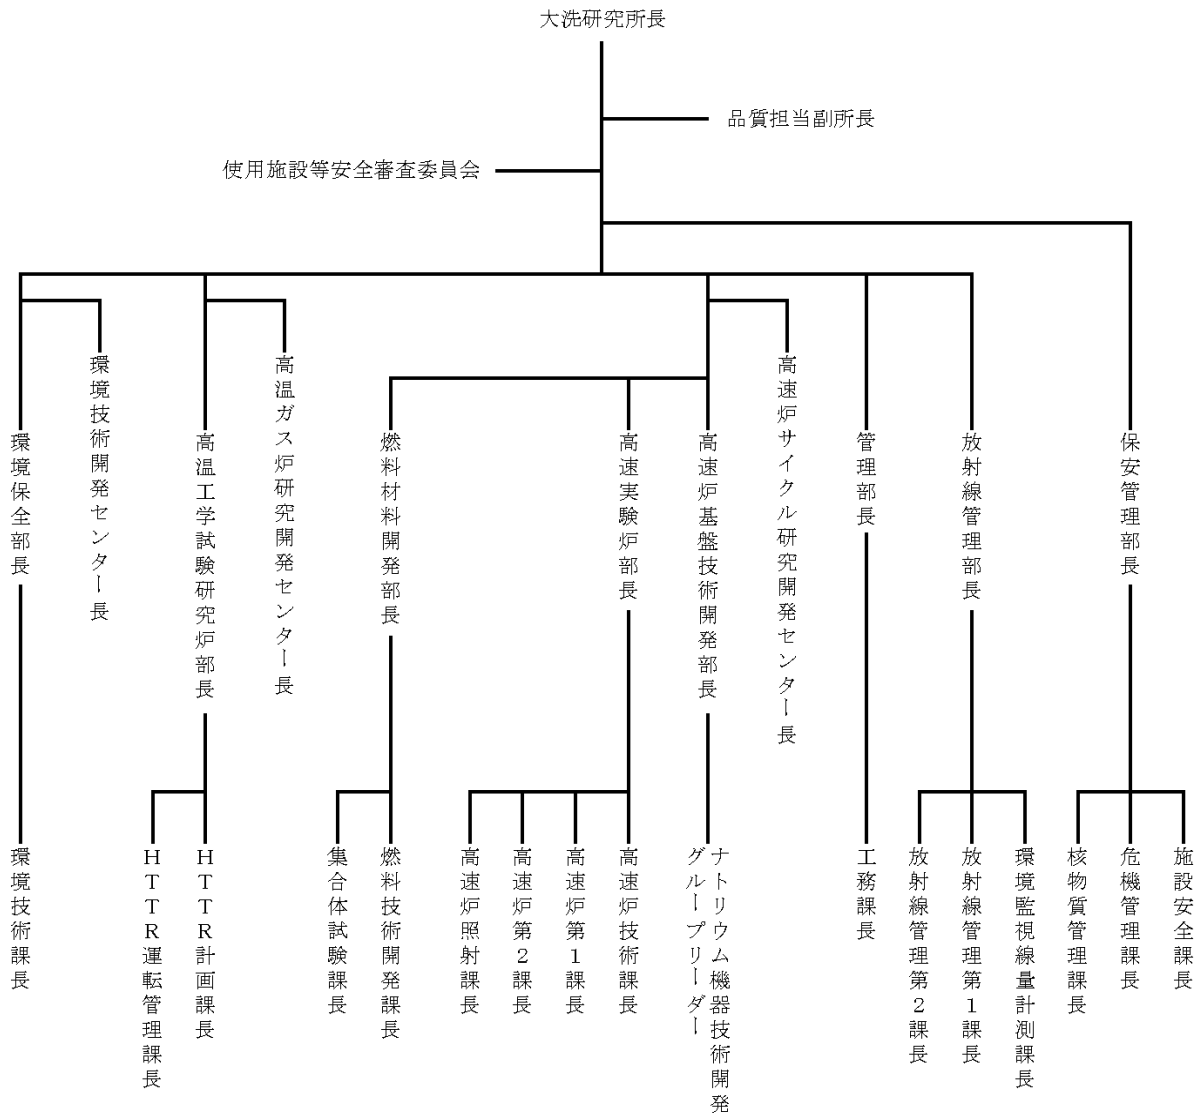 大洗研究所長
品質担当副所長
使用施設等安全審査委員会
保安管理部長
施設安全課長
危機管理課長
核物質管理課長
放射線管理部長
環境監視線量計測課長
放射線管理第１課長
放射線管理第２課長
管理部長
工務課長
高速炉サイクル研究開発センター長
高速炉基盤技術開発部長
ナトリウム機器技術開発
グループリーダー
高速実験炉部長
高速炉技術課長
高速炉第１課長
高速炉第２課長
高速炉照射課長
燃料材料開発部長
燃料技術開発課長
集合体試験課長
高温ガス炉研究開発センター長
高温工学試験研究炉部長
ＨＴＴＲ計画課長
ＨＴＴＲ運転管理課長
環境技術開発センター長
環境保全部長
環境技術課長